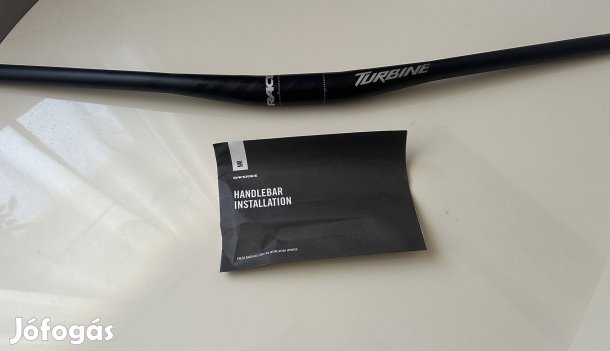 RACE
TURBINE
RACEFACE
HANDLEBAR
INSTALLATION
Jófogás